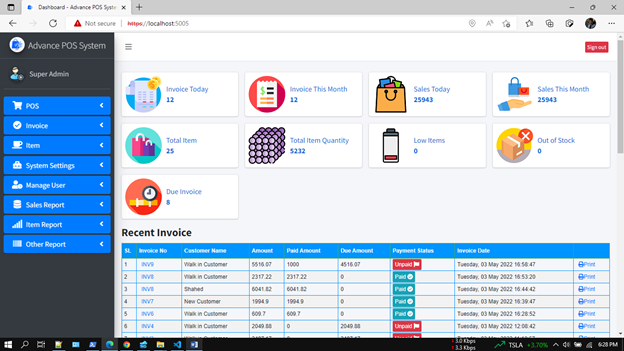 Dashboard - Advance POS System
Not secure https://localhost:5005
Advance POS System
Sign out
Super Admin
POS
Invoice
Item
System Settings
Manage User
Sales Report
Item Report
Other Report
Invoice Today
12
Invoice This Month
12
Sales Today
25943
Sales This Month
25943
Total Item
25
Total Item Quantity
5232
Low Items
0
Out of Stock
0
Due Invoice
8
Recent Invoice
SL Invoice No Customer Name Amount Paid Amount Due Amount Payment Status Invoice Date
1 INV9 Walk in Customer 5516.07 1000 4516.07 Unpaid Tuesday, 03 May 2022 16:58:47 Print
2 INV8 Walk in Customer 2317.22 2317.22 0 Paid Tuesday, 03 May 2022 16:53:20 Print
3 INV8 Shahed 6041.82 6041.82 0 Paid Tuesday, 03 May 2022 16:44:42 Print
4 INV7 New Customer 1994.9 1994.9 0 Paid Tuesday, 03 May 2022 16:39:47 Print
5 INV6 Walk in Customer 609.7 609.7 0 Paid Tuesday, 03 May 2022 16:28:52 Print
6 INV4 Walk in Customer 2049.88 0 2049.88 Unpaid Tuesday, 03 May 2022 12:08:42 Print
3.0 Kbps
3.3 Kbps
TSLA +3.70%
6:28 PM